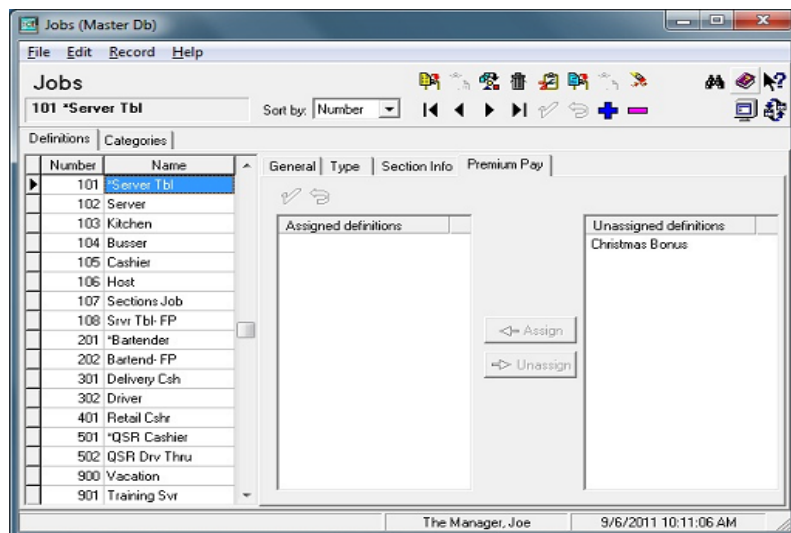 Jobs (Master Db)
File Edit Record Help
Jobs
101 *Server Tbl
Sort by: Number
Definitions Categories
Number Name
101 *Server Tbl
102 Server
103 Kitchen
104 Busser
105 Cashier
106 Host
107 Sections Job
108 Srvr Tbl- FP
201 *Bartender
202 Bartend- FP
301 Delivery Csh
302 Driver
401 Retail Cshr
501 *QSR Cashier
502 QSR Drv Thru
900 Vacation
901 Training Svr
General Type Section Info Premium Pay
Assigned definitions
Assign
Unassign
Unassigned definitions
Christmas Bonus
The Manager, Joe 9/6/2011 10:11:06 AM